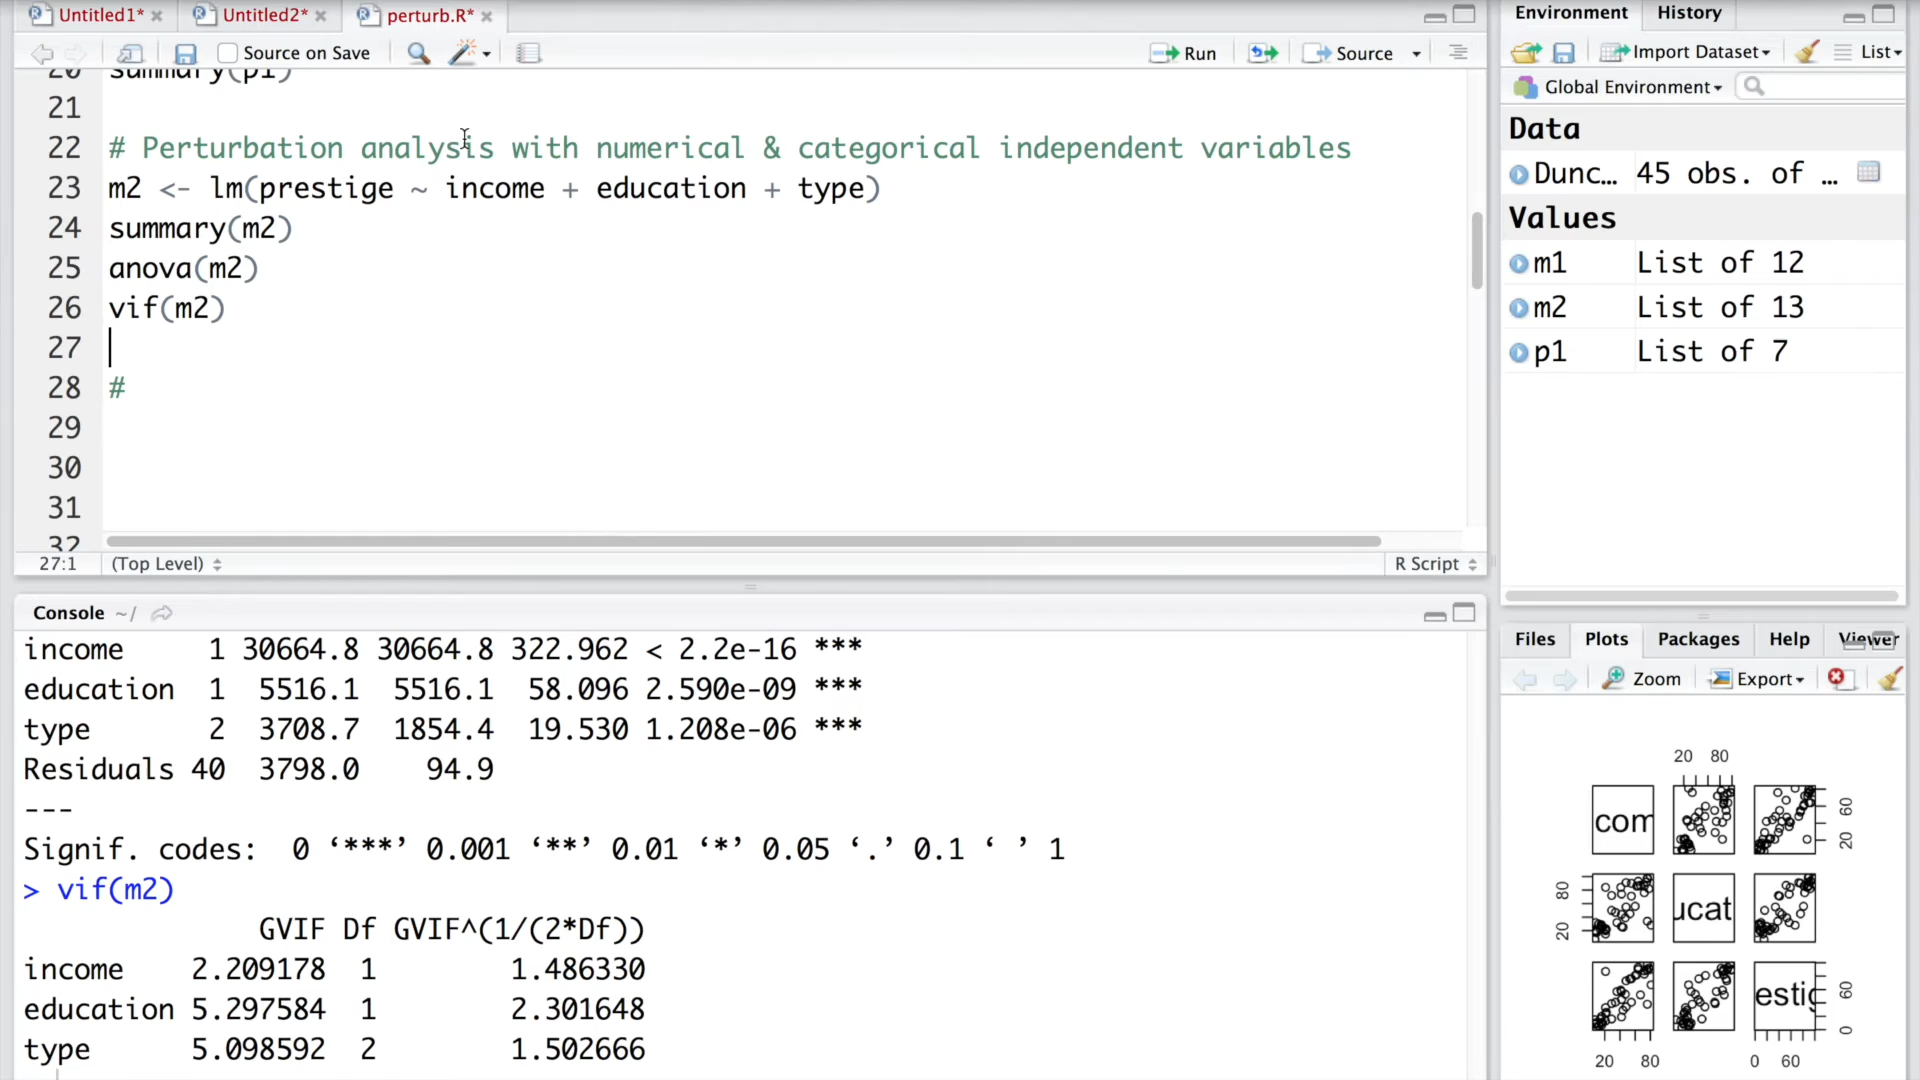 Untitled1* Untitled2* perturb.R*
Source on Save Run Source
20 summary(p1)
21
22 # Perturbation analysis with numerical & categorical independent variables
23 m2 <- lm(prestige ~ income + education + type)
24 summary(m2)
25 anova(m2)
26 vif(m2)
27
28 #
29
30
31
32
27:1 (Top Level) R Script
Console ~/
income 1 30664.8 30664.8 322.962 < 2.2e-16 ***
education 1 5516.1 5516.1 58.096 2.590e-09 ***
type 2 3708.7 1854.4 19.530 1.208e-06 ***
Residuals 40 3798.0 94.9
---
Signif. codes: 0 ‘***’ 0.001 ‘**’ 0.01 ‘*’ 0.05 ‘.’ 0.1 ‘ ’ 1
> vif(m2)
GVIF Df GVIF^(1/(2*Df))
income 2.209178 1 1.486330
education 5.297584 1 2.301648
type 5.098592 2 1.502666
Environment History
Import Dataset List
Global Environment
Data
Dunc… 45 obs. of …
Values
m1 List of 12
m2 List of 13
p1 List of 7
Files Plots Packages Help Viewer
Zoom Export
20 80
com
60
20
80
20
ucat
estig
60
0
20 80 0 60